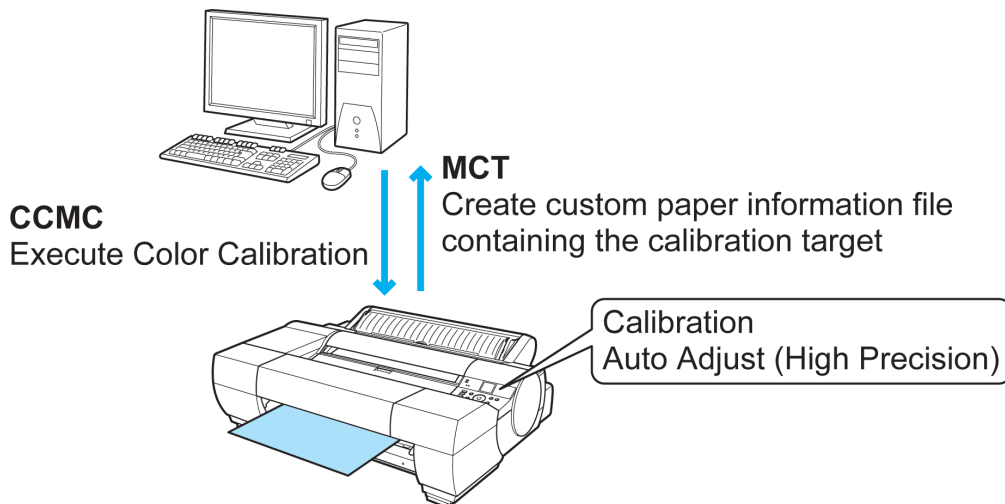 MCT
Create custom paper information file
containing the calibration target
CCMC
Execute Color Calibration
Calibration
Auto Adjust (High Precision)